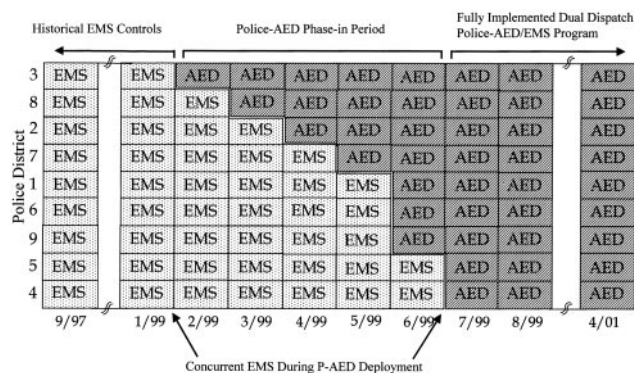 Historical EMS Controls
Police-AED Phase-in Period
Fully Implemented Dual Dispatch
Police-AED/EMS Program
Police District
3 EMS EMS AED AED AED AED AED AED AED AED
8 EMS EMS EMS AED AED AED AED AED AED AED
2 EMS EMS EMS EMS AED AED AED AED AED AED
7 EMS EMS EMS EMS EMS AED AED AED AED AED
1 EMS EMS EMS EMS EMS EMS AED AED AED AED
6 EMS EMS EMS EMS EMS EMS AED AED AED AED
9 EMS EMS EMS EMS EMS EMS AED AED AED AED
5 EMS EMS EMS EMS EMS EMS EMS AED AED AED
4 EMS EMS EMS EMS EMS EMS EMS AED AED AED
9/97 1/99 2/99 3/99 4/99 5/99 6/99 7/99 8/99 4/01
Concurrent EMS During P-AED Deployment